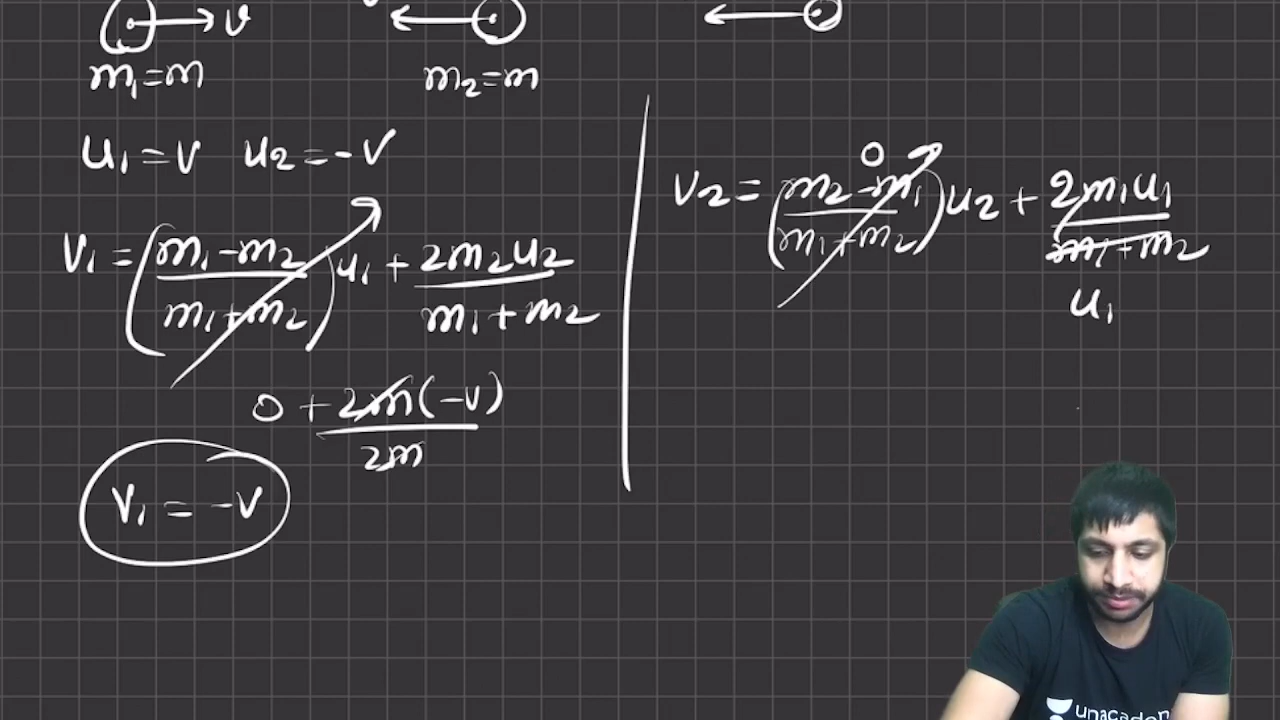 v
m₁=m
m₂=m
u₁=v u₂=-v
v₁=(m₁-m₂/m₁+m₂)u₁+2m₂u₂/m₁+m₂
0+2m(-v)/2m
v₁=-v
0
v₂=(m₂-m₁/m₁+m₂)u₂+2m₁u₁/m₁+m₂
u₁
unacadem